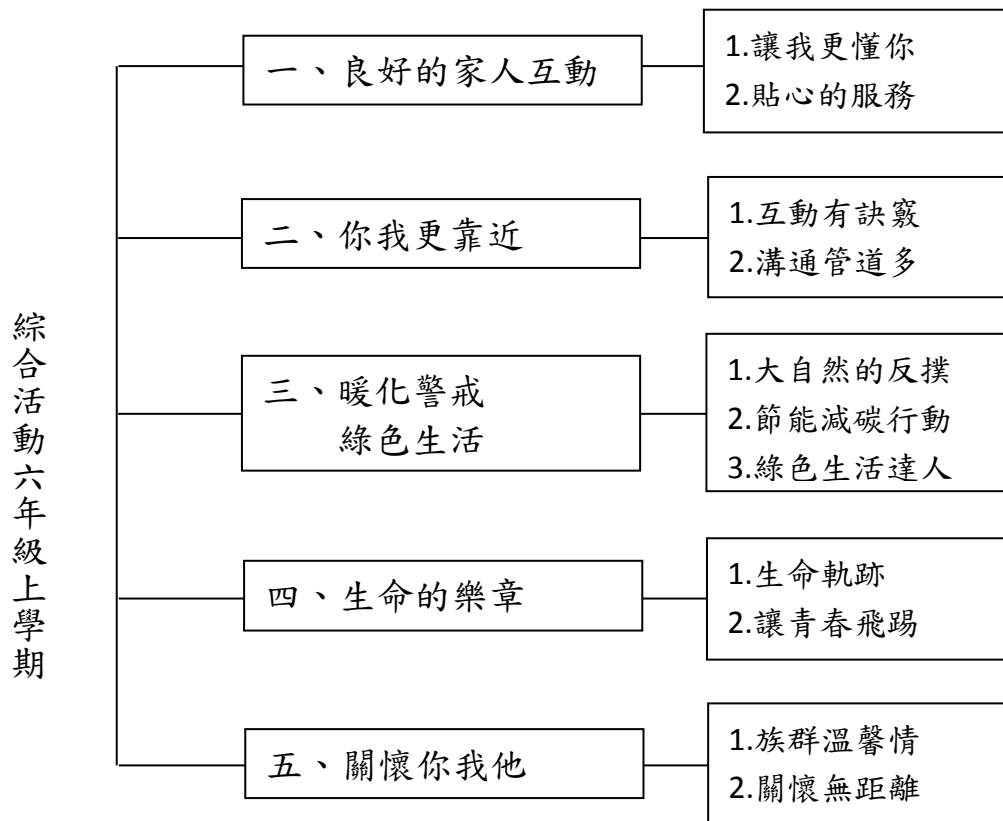 綜合活動六年級上學期
一、良好的家人互動
1.讓我更懂你
2.貼心的服務
二、你我更靠近
1.互動有訣竅
2.溝通管道多
三、暖化警戒
綠色生活
1.大自然的反撲
2.節能減碳行動
3.綠色生活達人
四、生命的樂章
1.生命軌跡
2.讓青春飛踢
五、關懷你我他
1.族群溫馨情
2.關懷無距離